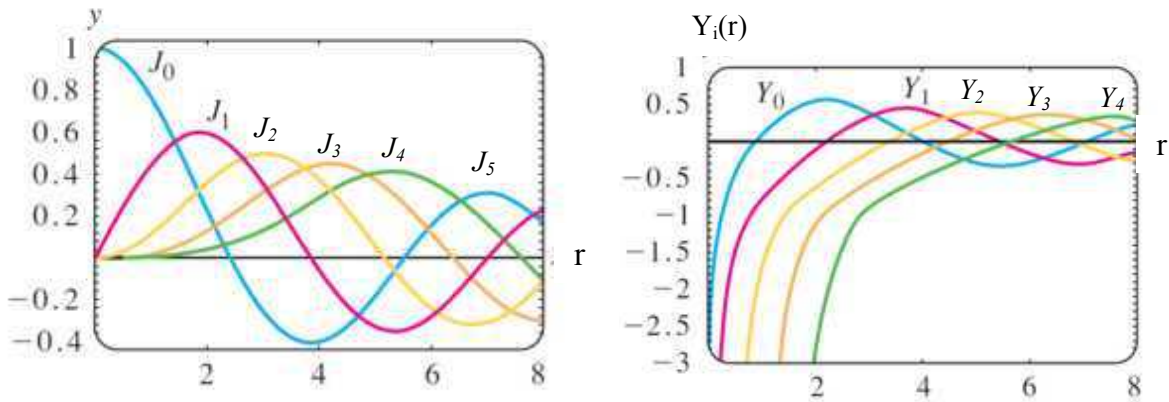 y
1
0.8
0.6
0.4
0.2
−0.2
−0.4
J₀
J₁
J₂
J₃
J₄
J₅
r
2 4 6 8
Yᵢ(r)
1
0.5
−0.5
−1
−1.5
−2
−2.5
−3
Y₀
Y₁
Y₂
Y₃
Y₄
r
2 4 6 8